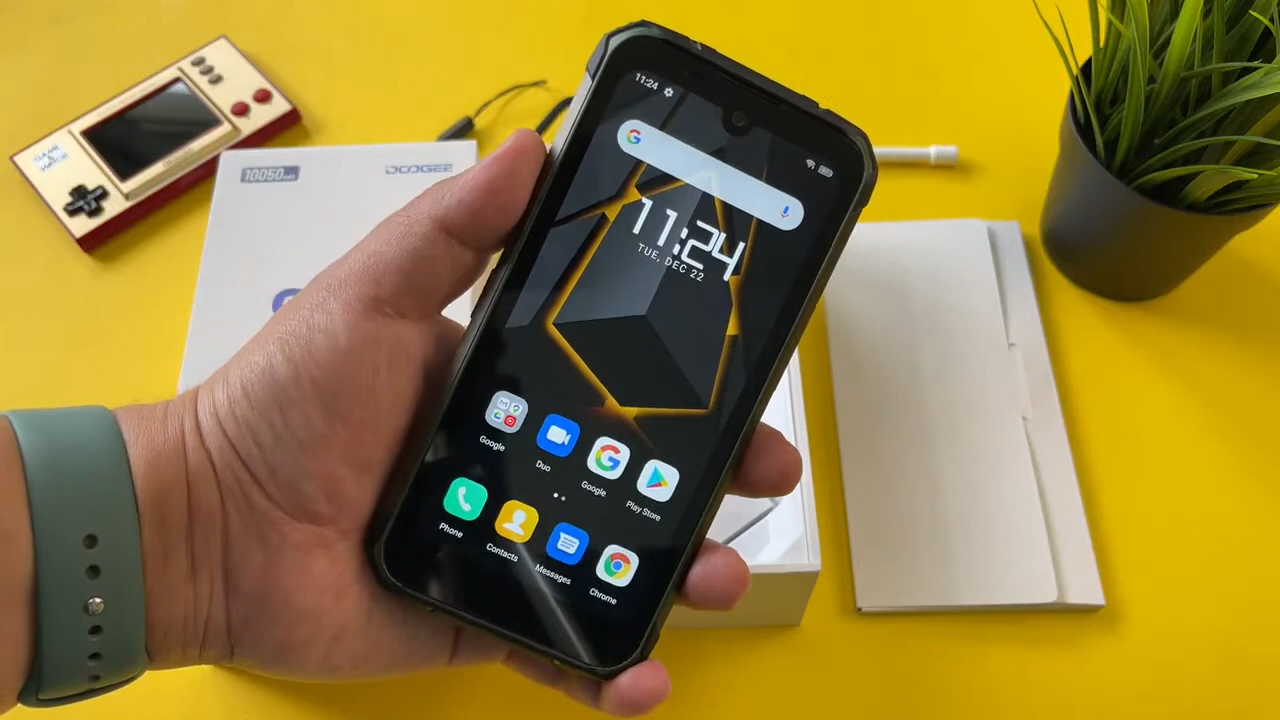 GAME & WATCH
10050mAh
DOOGEE
11:24
11:24
TUE, DEC 22
Google
Duo
Google
Play Store
Phone
Contacts
Messages
Chrome